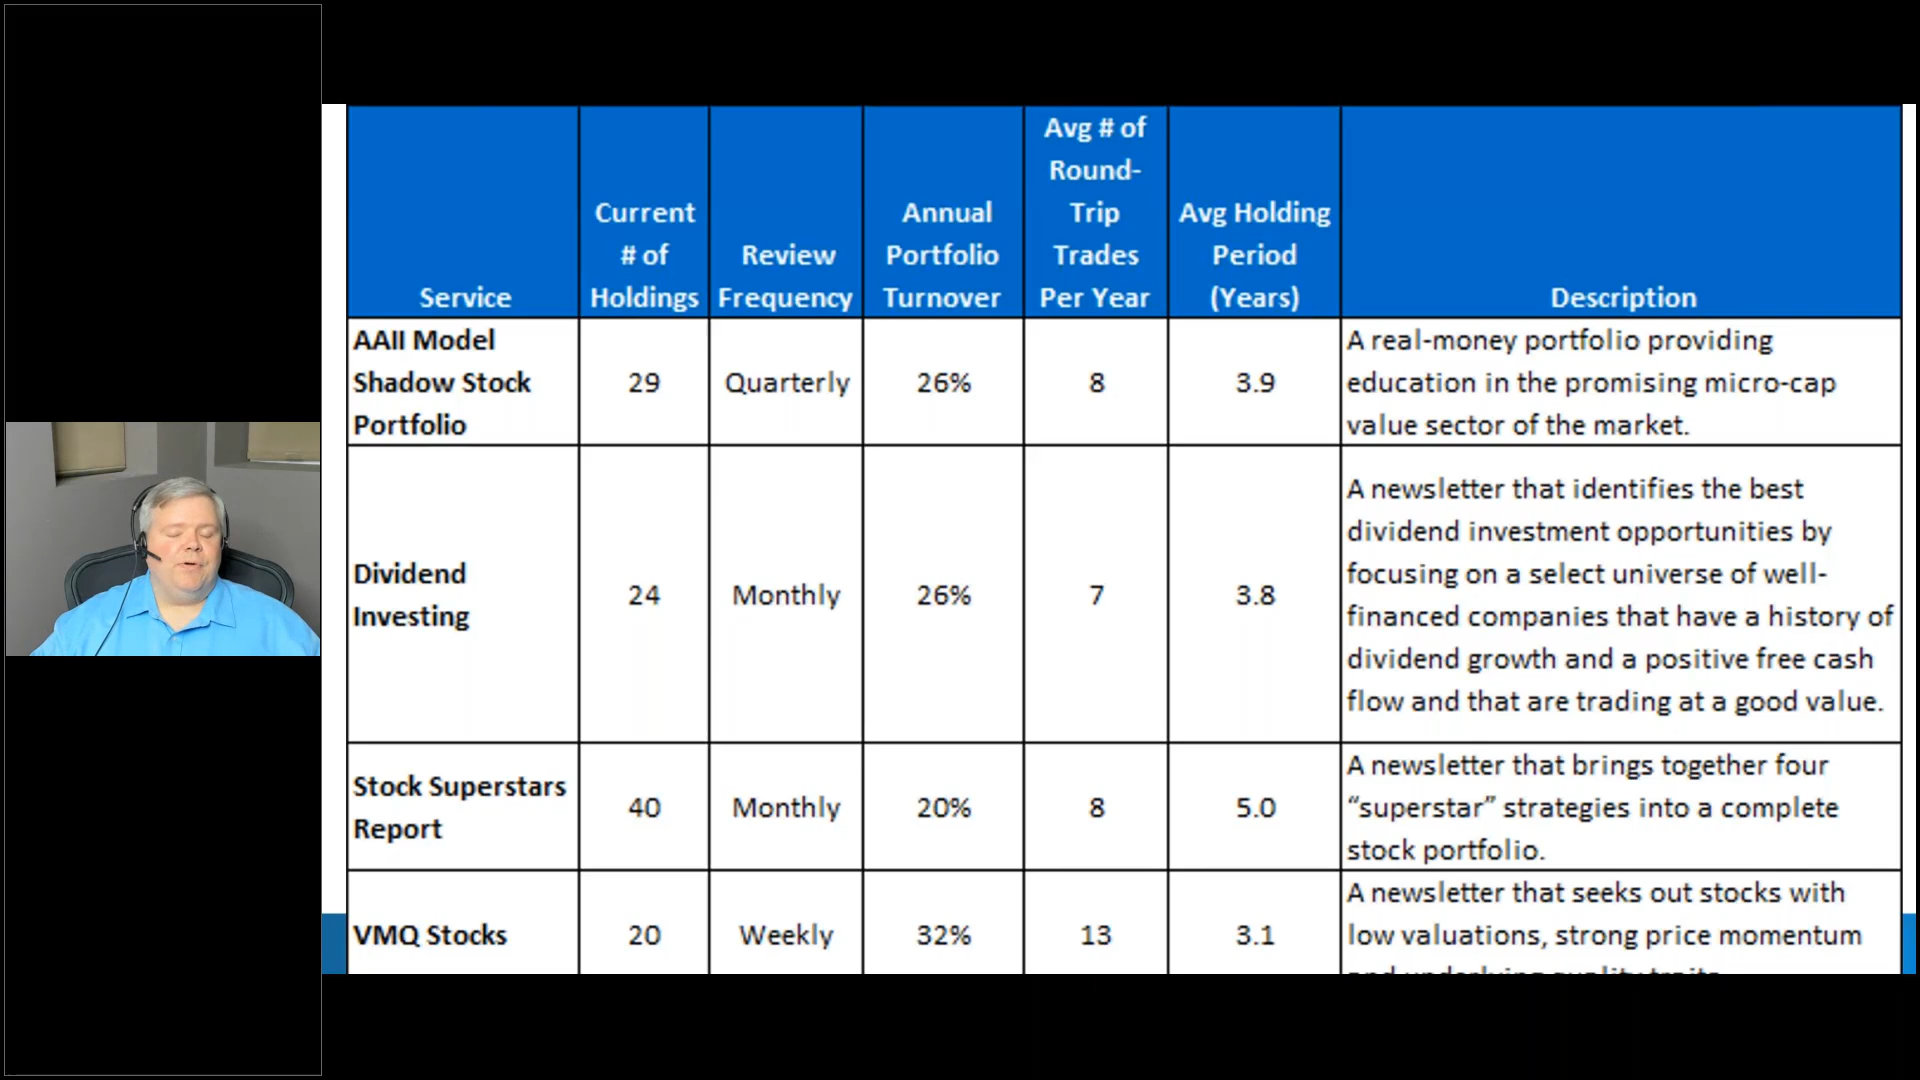 Service
Current
# of
Holdings
Review
Frequency
Annual
Portfolio
Turnover
Avg # of
Round-
Trip
Trades
Per Year
Avg Holding
Period
(Years)
Description
AAII Model
Shadow Stock
Portfolio
29
Quarterly
26%
8
3.9
A real-money portfolio providing
education in the promising micro-cap
value sector of the market.
Dividend
Investing
24
Monthly
26%
7
3.8
A newsletter that identifies the best
dividend investment opportunities by
focusing on a select universe of well-
financed companies that have a history of
dividend growth and a positive free cash
flow and that are trading at a good value.
Stock Superstars
Report
40
Monthly
20%
8
5.0
A newsletter that brings together four
“superstar” strategies into a complete
stock portfolio.
VMQ Stocks
20
Weekly
32%
13
3.1
A newsletter that seeks out stocks with
low valuations, strong price momentum